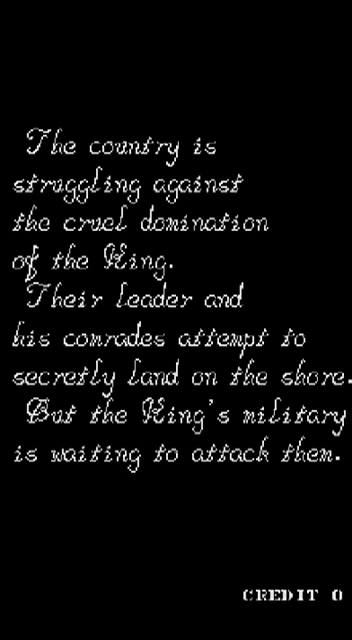 The country is
struggling against
the cruel domination
of the King.
Their leader and
his comrades attempt to
secretly land on the shore.
But the King's military
is waiting to attack them.
CREDIT 0